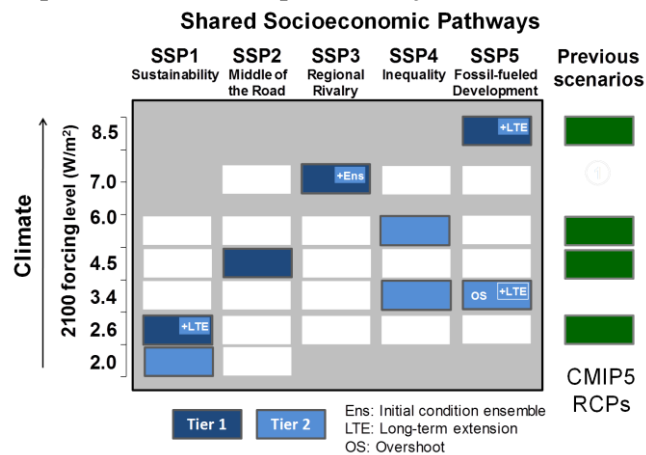 Shared Socioeconomic Pathways
SSP1 SSP2 SSP3 SSP4 SSP5 Previous
Sustainability Middle of Regional Inequality Fossil-fueled scenarios
the Road Rivalry Development
Climate
2100 forcing level (W/m²)
8.5 +LTE
7.0 +Ens
①
6.0
4.5
3.4 OS +LTE
2.6 +LTE
2.0
CMIP5
RCPs
Tier 1 Tier 2
Ens: Initial condition ensemble
LTE: Long-term extension
OS: Overshoot